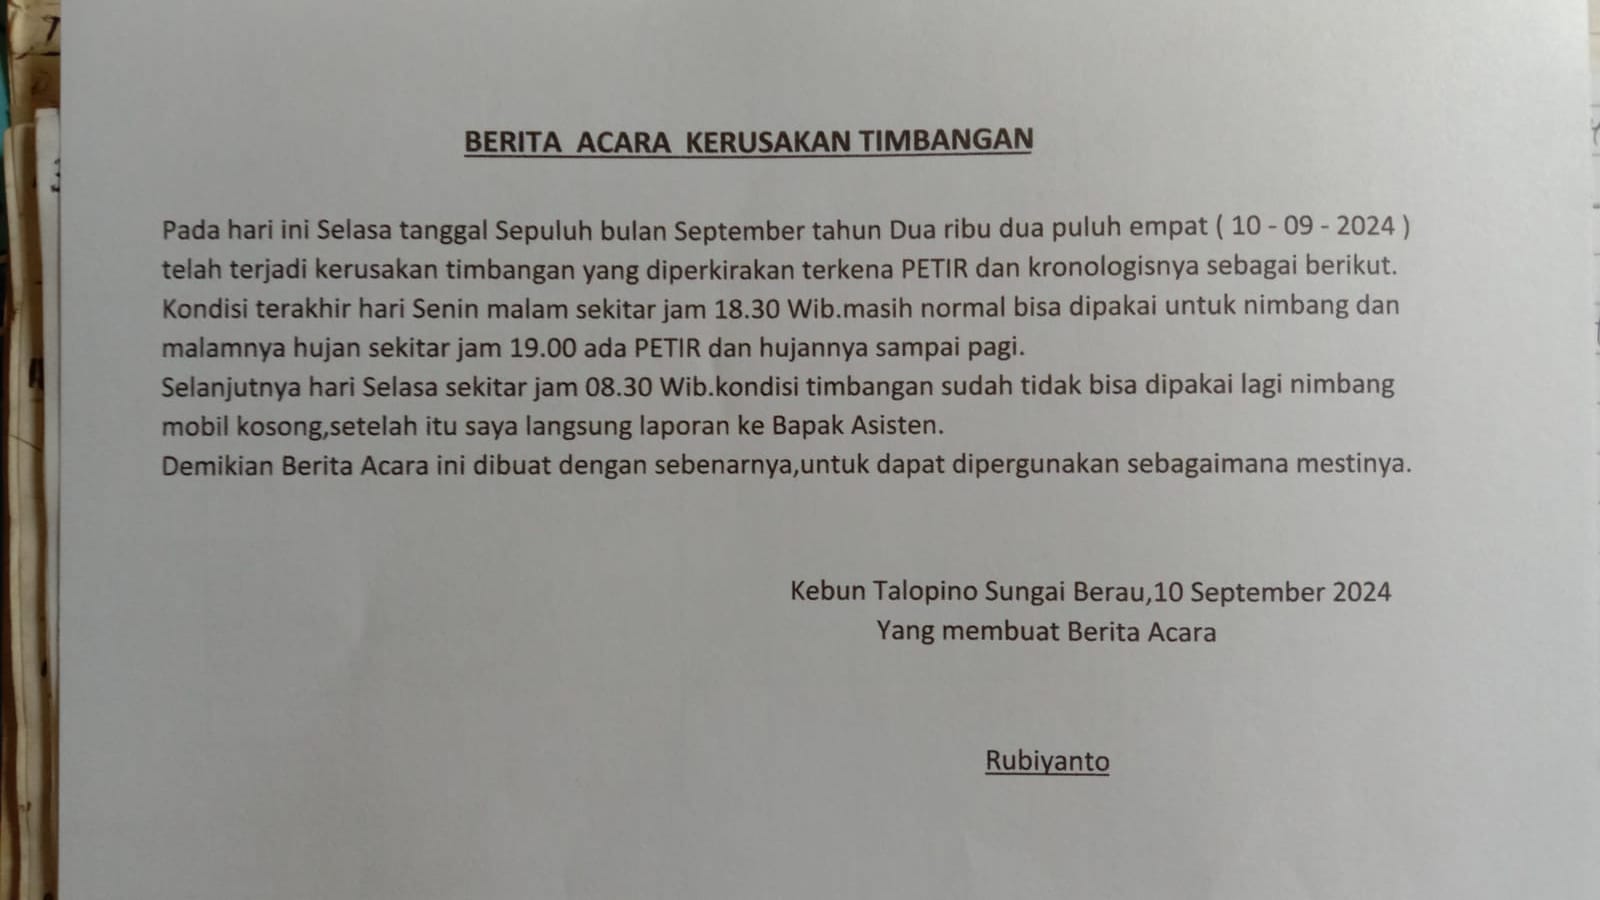 BERITA ACARA KERUSAKAN TIMBANGAN
Pada hari ini Selasa tanggal Sepuluh bulan September tahun Dua ribu dua puluh empat ( 10 - 09 - 2024 )
telah terjadi kerusakan timbangan yang diperkirakan terkena PETIR dan kronologisnya sebagai berikut.
Kondisi terakhir hari Senin malam sekitar jam 18.30 Wib.masih normal bisa dipakai untuk nimbang dan
malamnya hujan sekitar jam 19.00 ada PETIR dan hujannya sampai pagi.
Selanjutnya hari Selasa sekitar jam 08.30 Wib.kondisi timbangan sudah tidak bisa dipakai lagi nimbang
mobil kosong,setelah itu saya langsung laporan ke Bapak Asisten.
Demikian Berita Acara ini dibuat dengan sebenarnya,untuk dapat dipergunakan sebagaimana mestinya.
Kebun Talopino Sungai Berau,10 September 2024
Yang membuat Berita Acara
Rubiyanto